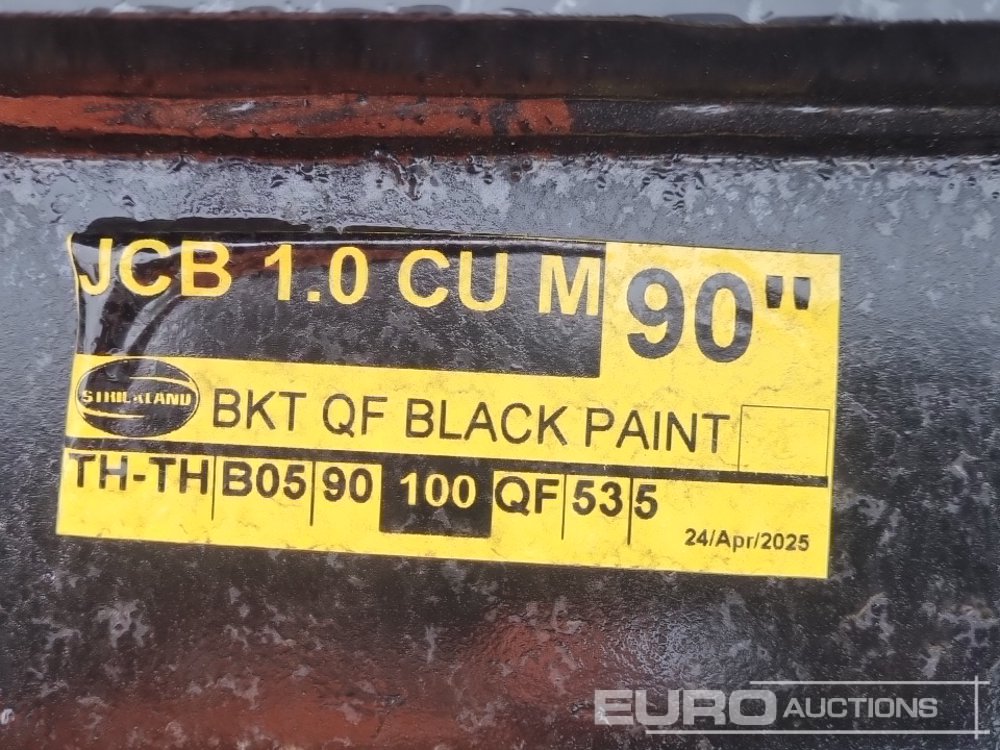 JCB 1.0 CU M 90"
STRICKLAND BKT QF BLACK PAINT
TH-TH B05 90 100 QF 53 5
24/Apr/2025
EURO AUCTIONS